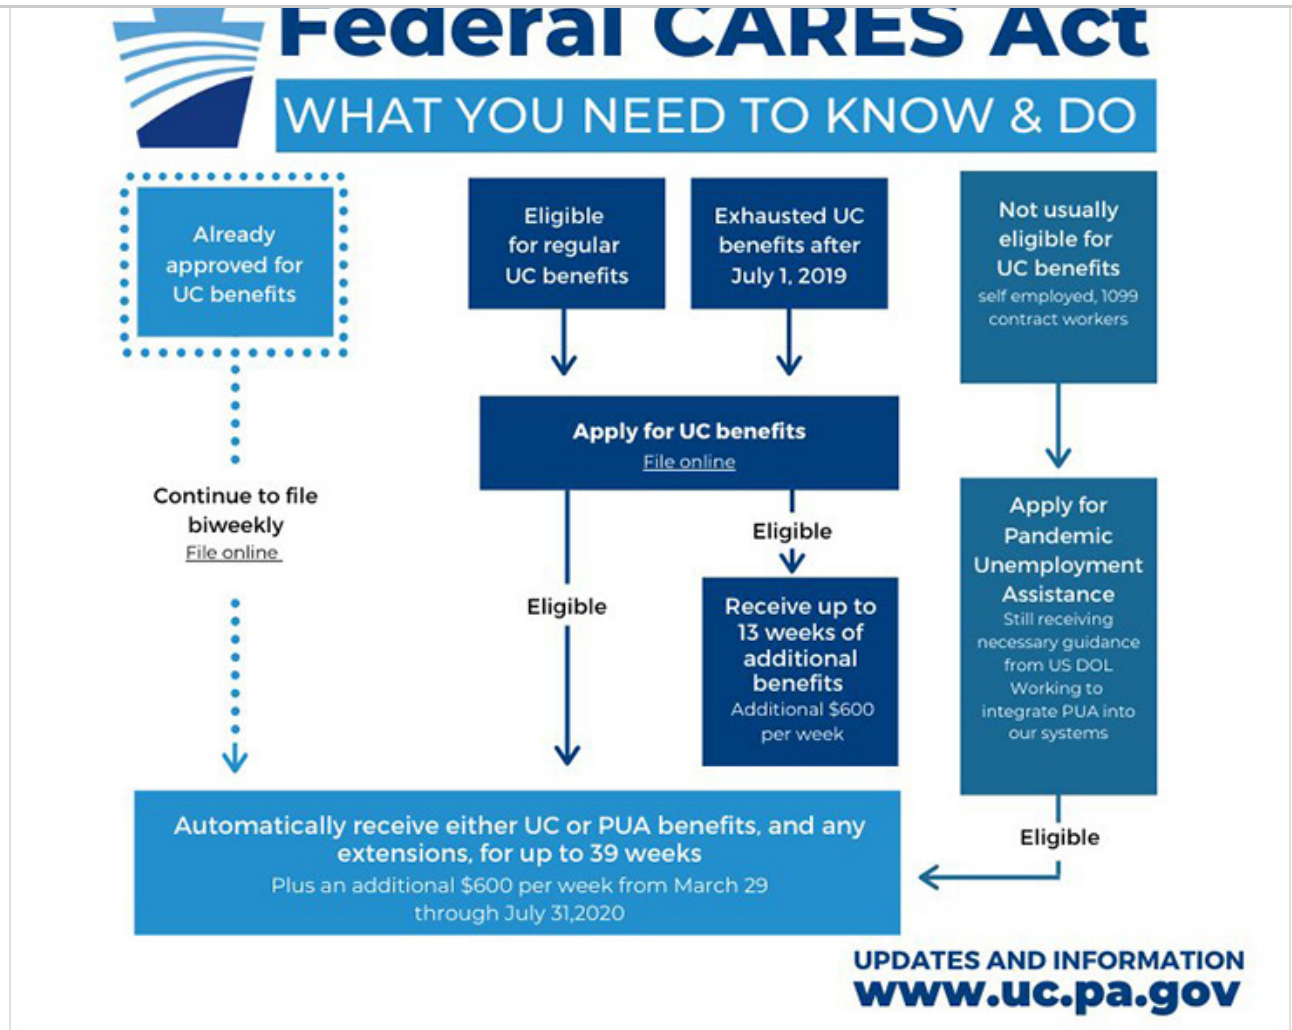 Federal CARES Act
WHAT YOU NEED TO KNOW & DO
Already
approved for
UC benefits
Continue to file
biweekly
File online
Eligible
for regular
UC benefits
Exhausted UC
benefits after
July 1, 2019
Apply for UC benefits
File online
Eligible
Eligible
Receive up to
13 weeks of
additional
benefits
Additional $600
per week
Not usually
eligible for
UC benefits
self employed, 1099
contract workers
Apply for
Pandemic
Unemployment
Assistance
Still receiving
necessary guidance
from US DOL
Working to
integrate PUA into
our systems
Eligible
Automatically receive either UC or PUA benefits, and any
extensions, for up to 39 weeks
Plus an additional $600 per week from March 29
through July 31,2020
UPDATES AND INFORMATION
www.uc.pa.gov